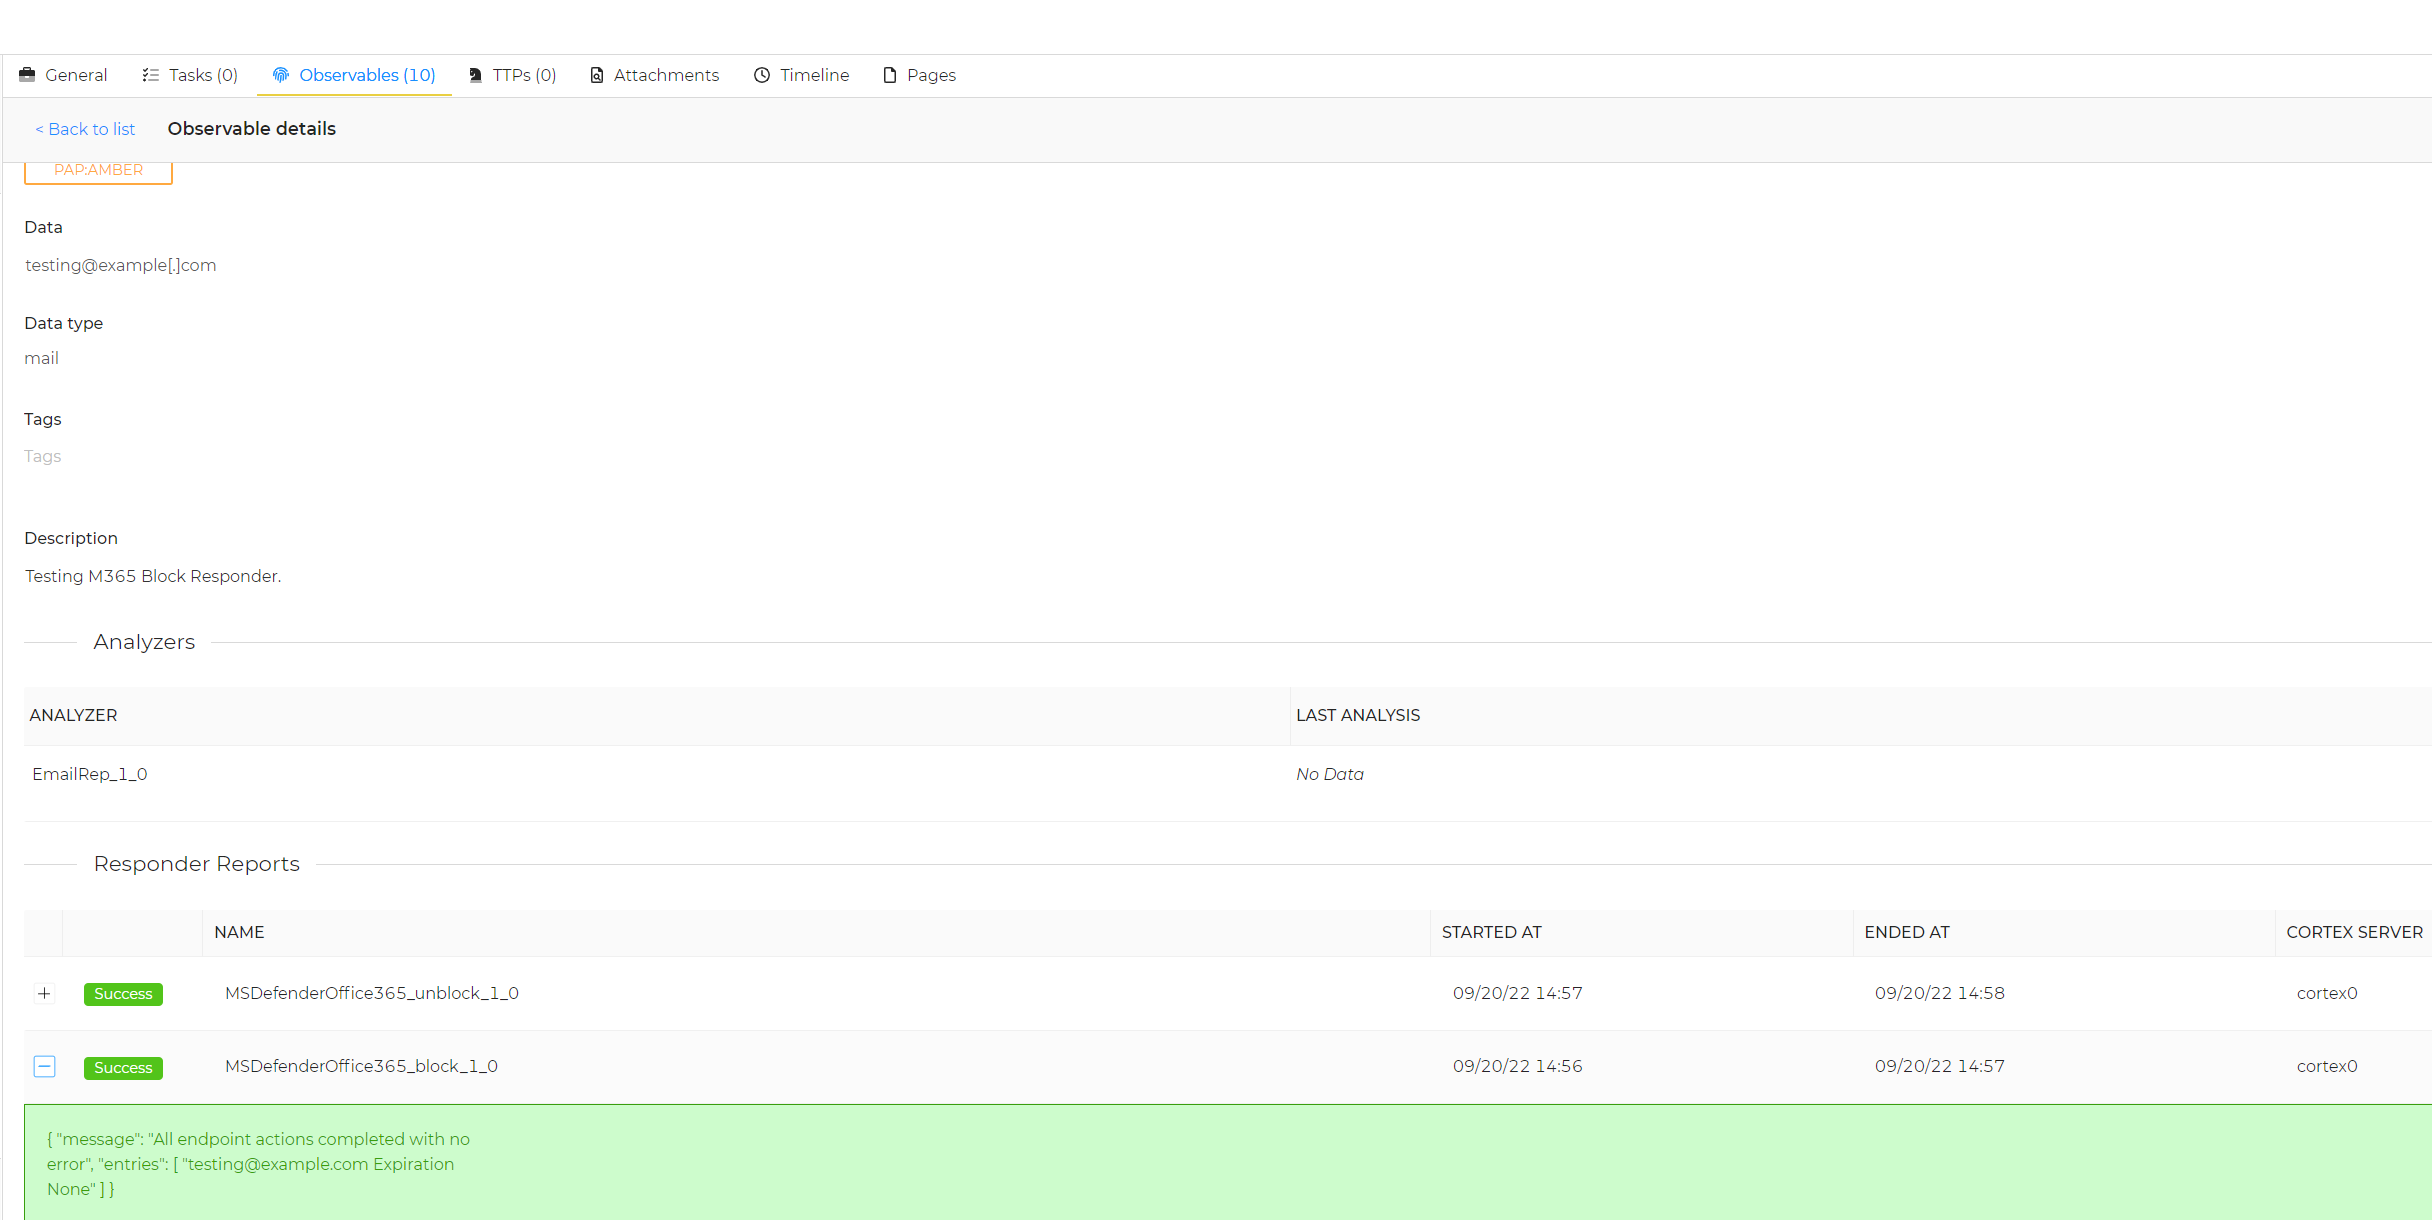 General Tasks (0) Observables (10) TTPs (0) Attachments Timeline Pages
< Back to list Observable details
PAP:AMBER
Data
testing@example[.]com
Data type
mail
Tags
Tags
Description
Testing M365 Block Responder.
Analyzers
ANALYZER LAST ANALYSIS
EmailRep_1_0 No Data
Responder Reports
NAME STARTED AT ENDED AT CORTEX SERVER
+ Success MSDefenderOffice365_unblock_1_0 09/20/22 14:57 09/20/22 14:58 cortex0
− Success MSDefenderOffice365_block_1_0 09/20/22 14:56 09/20/22 14:57 cortex0
{ "message": "All endpoint actions completed with no
error", "entries": [ "testing@example.com Expiration
None" ] }